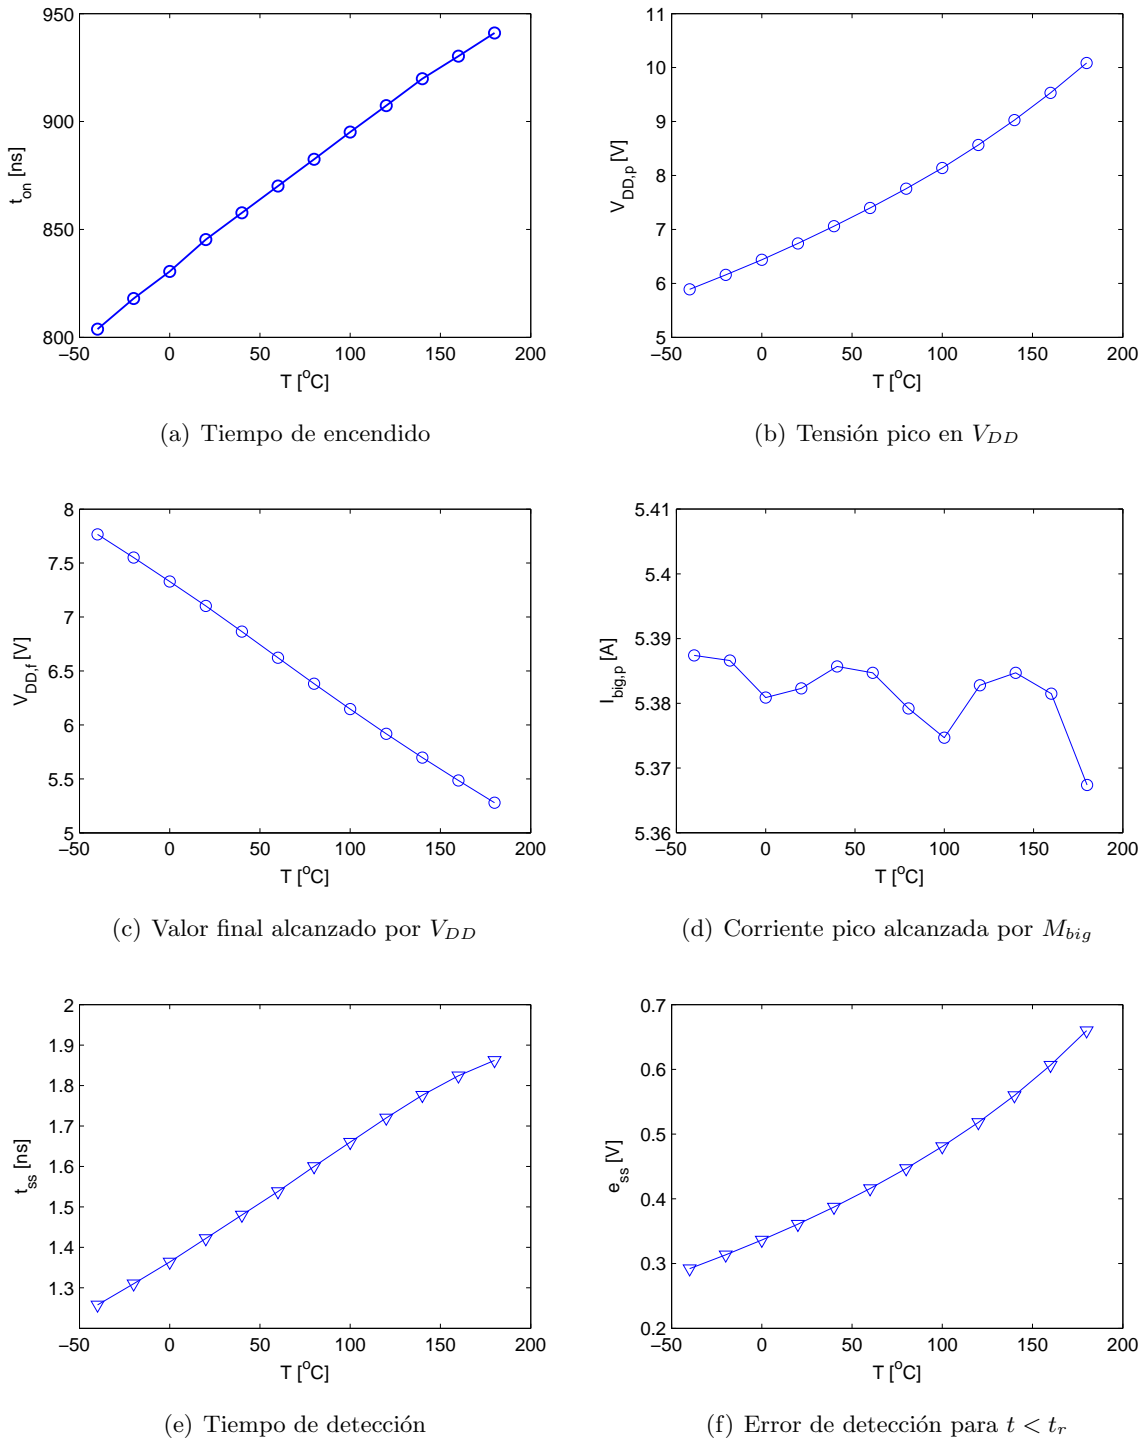 950
900
850
800
t_on [ns]
−50 0 50 100 150 200
T [°C]
(a) Tiempo de encendido
11
10
9
8
7
6
5
V_DD,p [V]
−50 0 50 100 150 200
T [°C]
(b) Tensión pico en V_DD
8
7.5
7
6.5
6
5.5
5
V_DD,f [V]
−50 0 50 100 150 200
T [°C]
(c) Valor final alcanzado por V_DD
5.41
5.4
5.39
5.38
5.37
5.36
I_big,p [A]
−50 0 50 100 150 200
T [°C]
(d) Corriente pico alcanzada por M_big
2
1.9
1.8
1.7
1.6
1.5
1.4
1.3
t_ss [ns]
−50 0 50 100 150 200
T [°C]
(e) Tiempo de detección
0.7
0.6
0.5
0.4
0.3
0.2
e_ss [V]
−50 0 50 100 150 200
T [°C]
(f) Error de detección para t < t_r